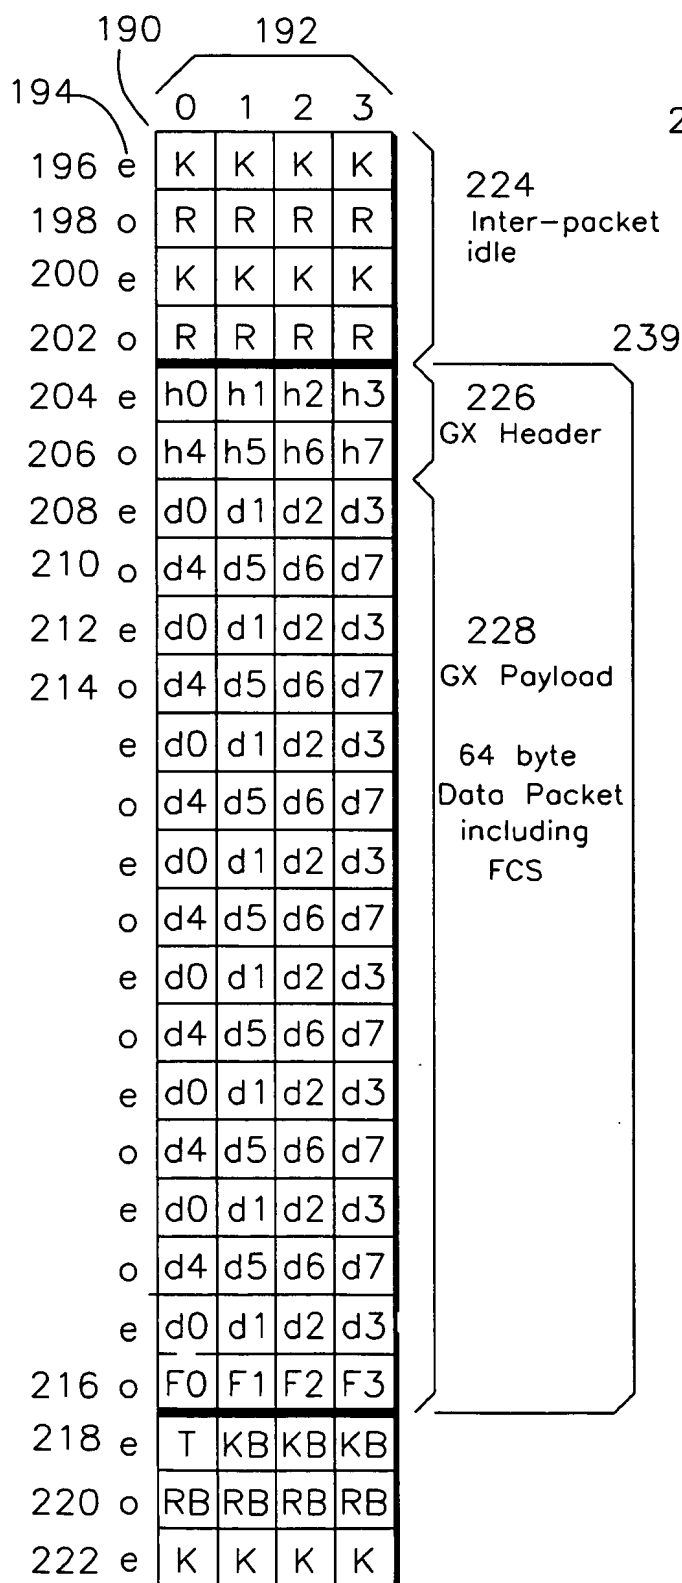 190 192
194 0 1 2 3
2
196 e K K K K
224
198 o R R R R
Inter-packet
idle
200 e K K K K
202 o R R R R
239
204 e h0 h1 h2 h3
226
206 o h4 h5 h6 h7
GX Header
208 e d0 d1 d2 d3
210 o d4 d5 d6 d7
212 e d0 d1 d2 d3
228
214 o d4 d5 d6 d7
GX Payload
e d0 d1 d2 d3
64 byte
o d4 d5 d6 d7
Data Packet
including
e d0 d1 d2 d3
FCS
o d4 d5 d6 d7
e d0 d1 d2 d3
o d4 d5 d6 d7
e d0 d1 d2 d3
o d4 d5 d6 d7
e d0 d1 d2 d3
o d4 d5 d6 d7
e d0 d1 d2 d3
216 o F0 F1 F2 F3
218 e T KB KB KB
220 o RB RB RB RB
222 e K K K K